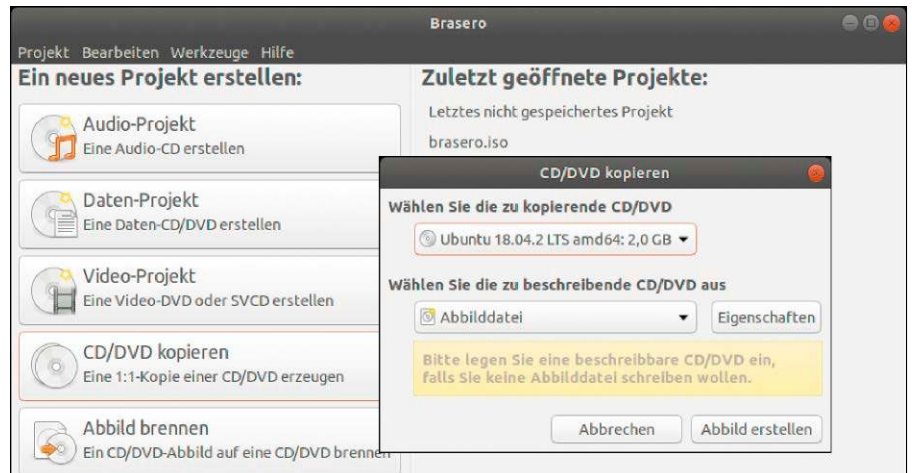 Brasero
Projekt Bearbeiten Werkzeuge Hilfe
Ein neues Projekt erstellen:
Audio-Projekt
Eine Audio-CD erstellen
Daten-Projekt
Eine Daten-CD/DVD erstellen
Video-Projekt
Eine Video-DVD oder SVCD erstellen
CD/DVD kopieren
Eine 1:1-Kopie einer CD/DVD erzeugen
Abbild brennen
Ein CD/DVD-Abbild auf eine CD/DVD brennen
Zuletzt geöffnete Projekte:
Letztes nicht gespeichertes Projekt
brasero.iso
CD/DVD kopieren
Wählen Sie die zu kopierende CD/DVD
Ubuntu 18.04.2 LTS amd64: 2,0 GB
Wählen Sie die zu beschreibende CD/DVD aus
Abbilddatei
Eigenschaften
Bitte legen Sie eine beschreibbare CD/DVD ein,
falls Sie keine Abbilddatei schreiben wollen.
Abbrechen
Abbild erstellen